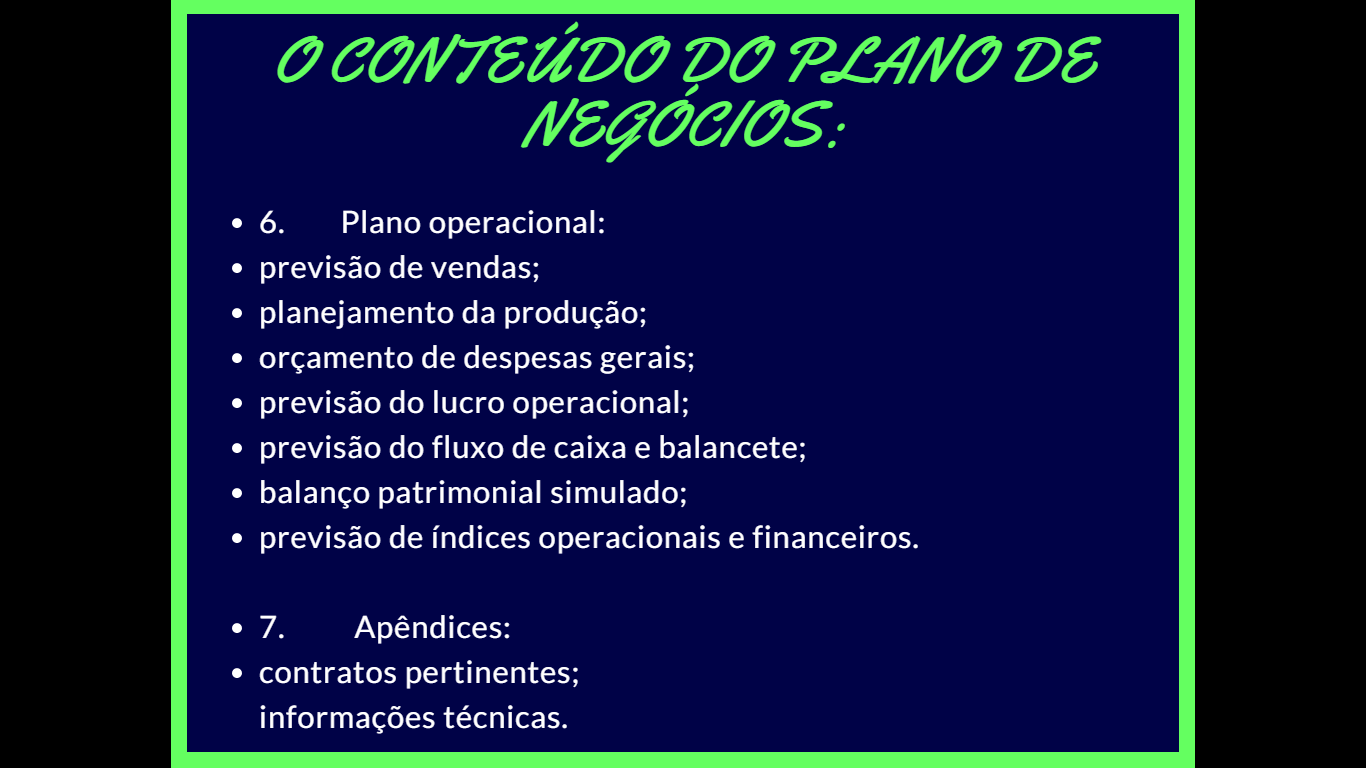 O CONTEÚDO DO PLANO DE
NEGÓCIOS:
• 6. Plano operacional:
• previsão de vendas;
• planejamento da produção;
• orçamento de despesas gerais;
• previsão do lucro operacional;
• previsão do fluxo de caixa e balancete;
• balanço patrimonial simulado;
• previsão de índices operacionais e financeiros.
• 7. Apêndices:
• contratos pertinentes;
informações técnicas.